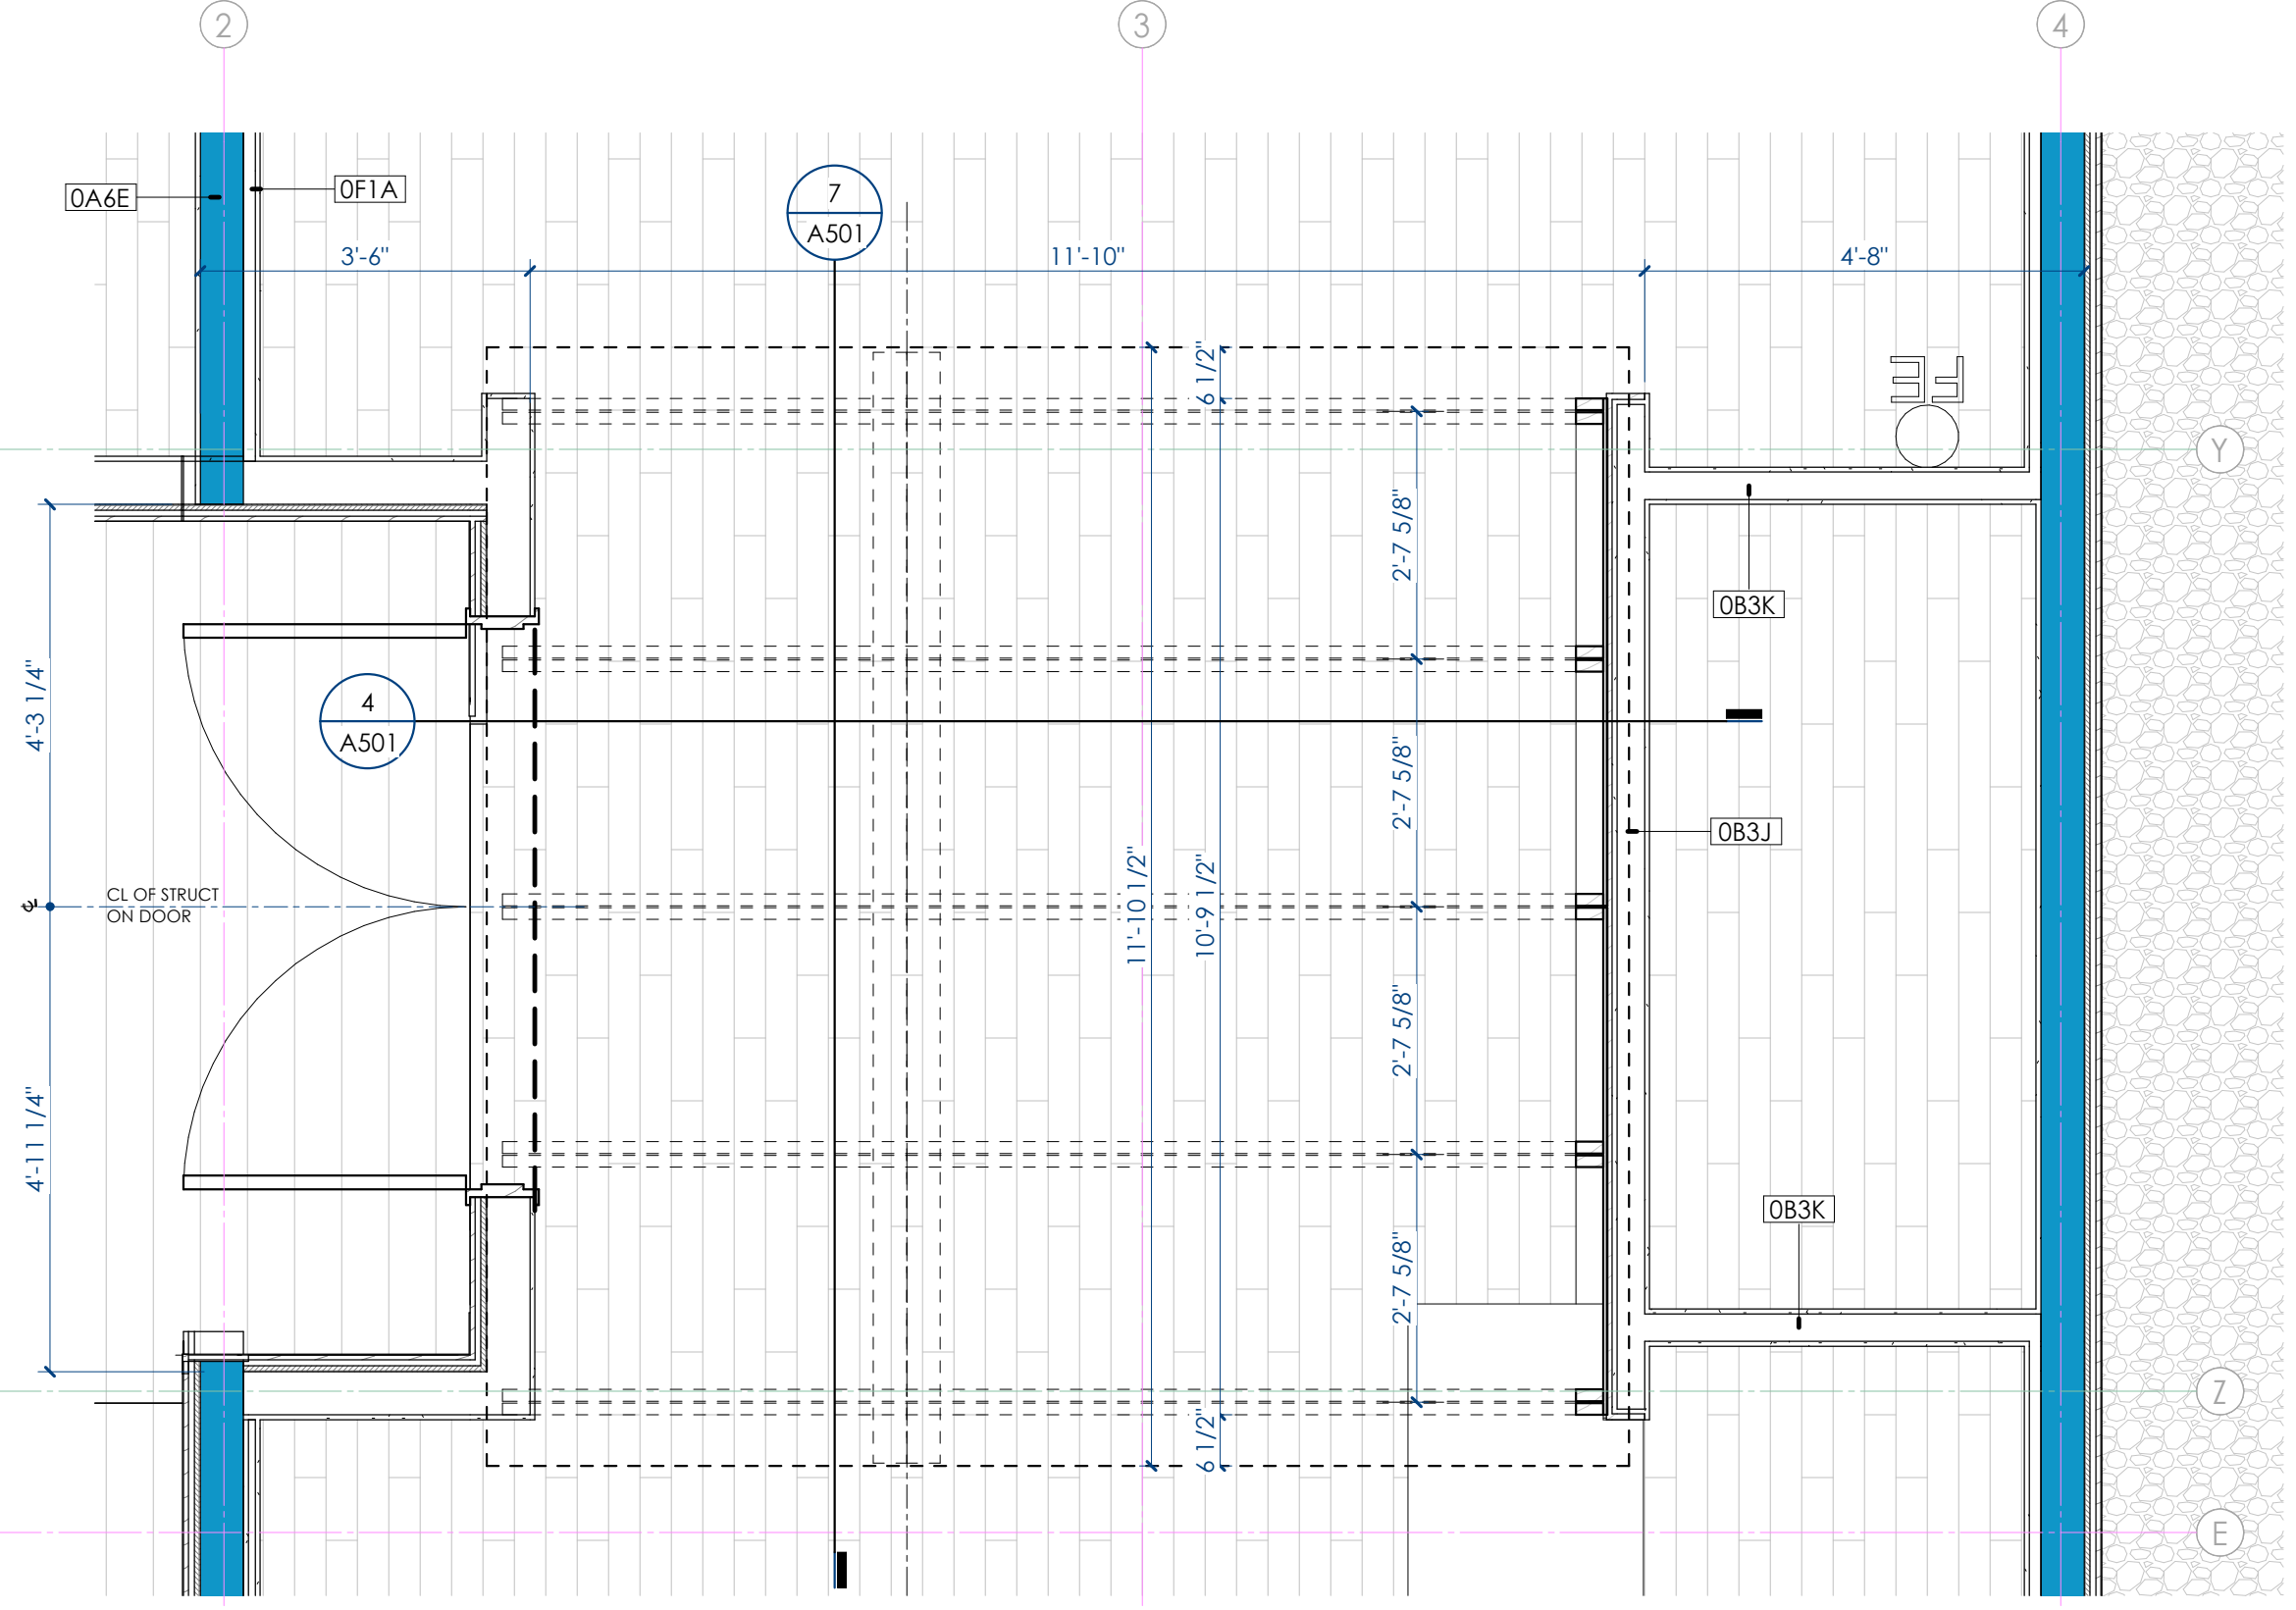 2
3
4
0A6E
0F1A
7
A501
3'-6"
11'-10"
4'-8"
6 1/2"
FE
Y
2'-7 5/8"
0B3K
4'-3 1/4"
4
A501
2'-7 5/8"
0B3J
11'-10 1/2"
10'-9 1/2"
CL OF STRUCT
ON DOOR
2'-7 5/8"
4'-11 1/4"
0B3K
2'-7 5/8"
Z
6 1/2"
E